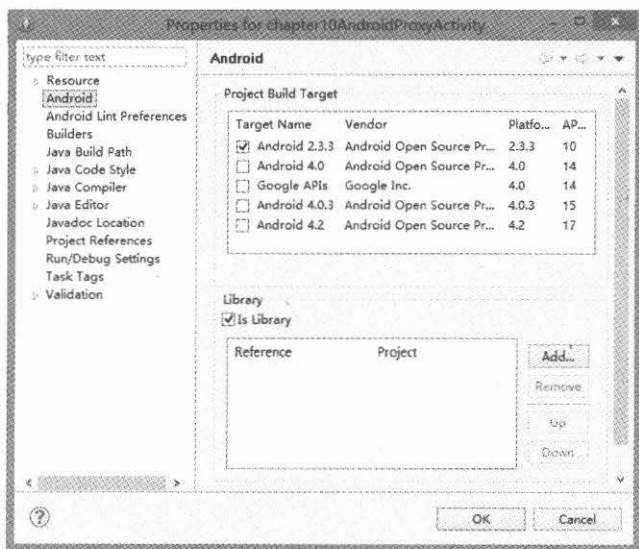 Properties for chapter10AndroidProxyActivity
type filter text
Resource
Android
Android Lint Preferences
Builders
Java Build Path
Java Code Style
Java Compiler
Java Editor
Javadoc Location
Project References
Run/Debug Settings
Task Tags
Validation
Android
Project Build Target
Target Name Vendor Platfo... AP...
Android 2.3.3 Android Open Source Pr... 2.3.3 10
Android 4.0 Android Open Source Pr... 4.0 14
Google APIs Google Inc. 4.0 14
Android 4.0.3 Android Open Source Pr... 4.0.3 15
Android 4.2 Android Open Source Pr... 4.2 17
Library
Is Library
Reference Project
Add...
Remove
Up
Down
OK Cancel